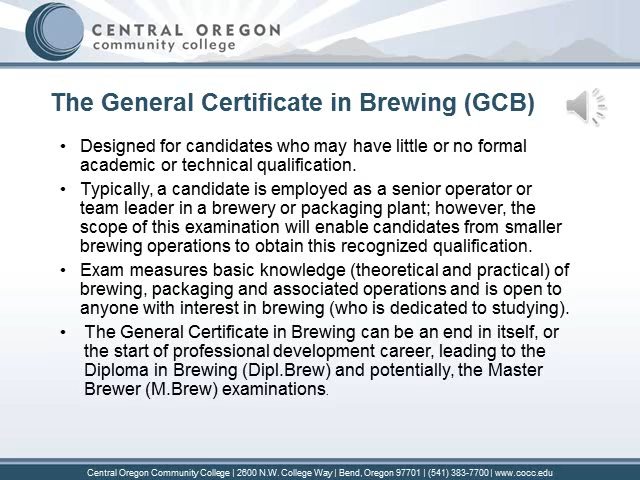 CENTRAL OREGON
community college
The General Certificate in Brewing (GCB)
• Designed for candidates who may have little or no formal
academic or technical qualification.
• Typically, a candidate is employed as a senior operator or
team leader in a brewery or packaging plant; however, the
scope of this examination will enable candidates from smaller
brewing operations to obtain this recognized qualification.
• Exam measures basic knowledge (theoretical and practical) of
brewing, packaging and associated operations and is open to
anyone with interest in brewing (who is dedicated to studying).
• The General Certificate in Brewing can be an end in itself, or
the start of professional development career, leading to the
Diploma in Brewing (Dipl.Brew) and potentially, the Master
Brewer (M.Brew) examinations.
Central Oregon Community College | 2600 N.W. College Way | Bend, Oregon 97701 | (541) 383-7700 | www.cocc.edu